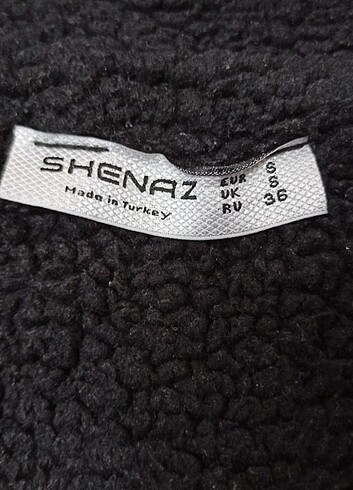 SHENAZ
Made in Turkey
EUR S
UK S
RU 36